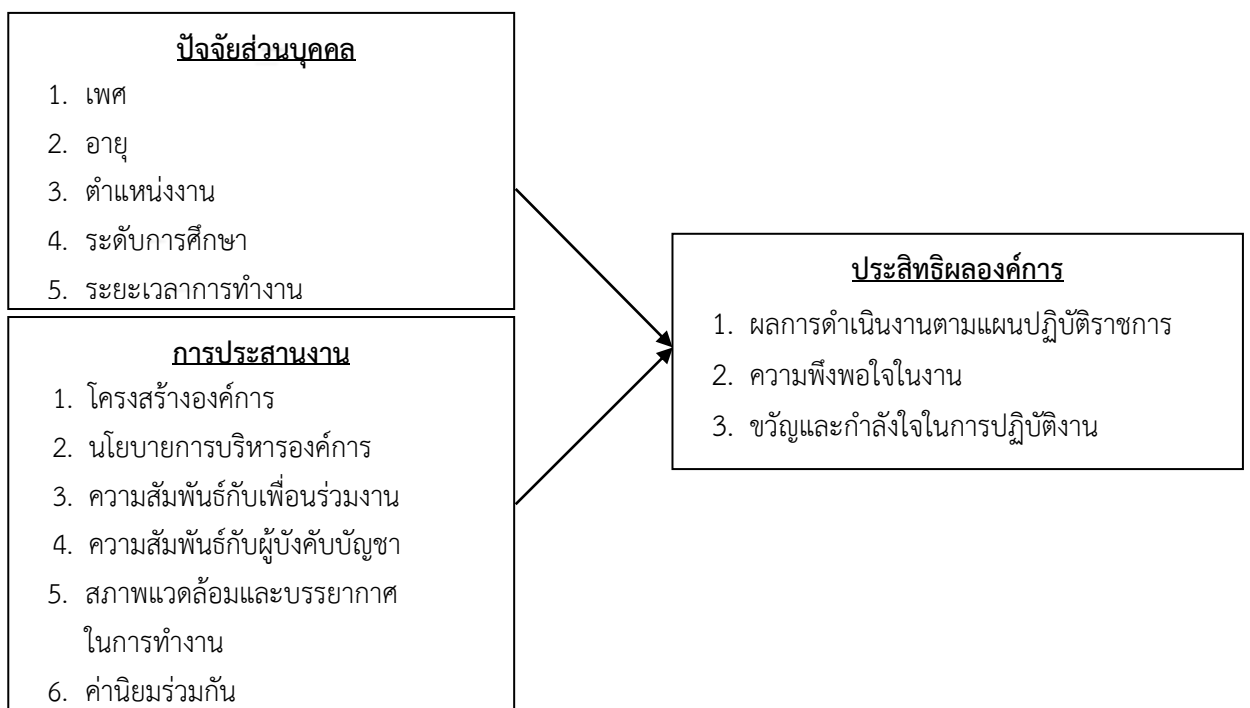 ปัจจัยส่วนบุคคล
1. เพศ
2. อายุ
3. ตำแหน่งงาน
4. ระดับการศึกษา
5. ระยะเวลาการทำงาน
การประสานงาน
1. โครงสร้างองค์การ
2. นโยบายการบริหารองค์การ
3. ความสัมพันธ์กับเพื่อนร่วมงาน
4. ความสัมพันธ์กับผู้บังคับบัญชา
5. สภาพแวดล้อมและบรรยากาศ
ในการทำงาน
6. ค่านิยมร่วมกัน
ประสิทธิผลองค์การ
1. ผลการดำเนินงานตามแผนปฏิบัติราชการ
2. ความพึงพอใจในงาน
3. ขวัญและกำลังใจในการปฏิบัติงาน